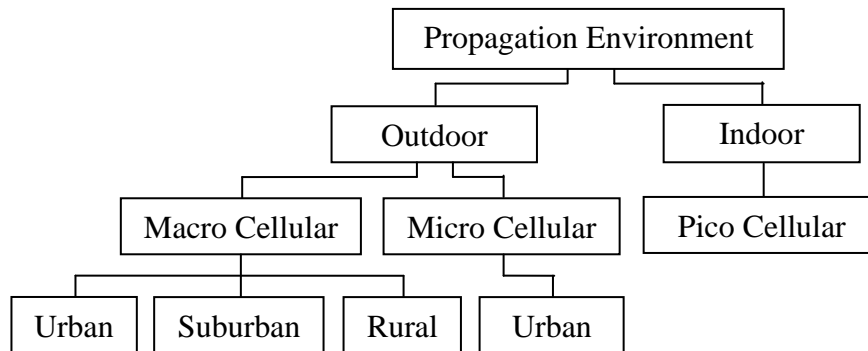 Propagation Environment
Outdoor
Indoor
Macro Cellular
Micro Cellular
Pico Cellular
Urban
Suburban
Rural
Urban